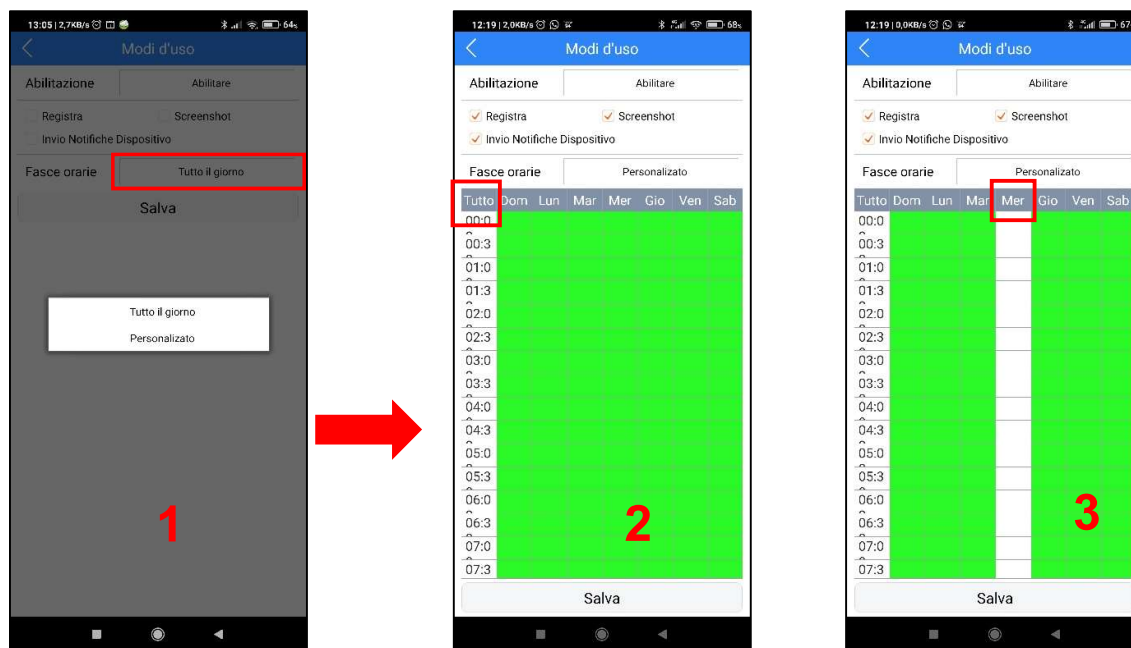 13:05 | 2,7KB/s
64
Modi d'uso
Abilitazione
Abilitare
Registra
Screenshot
Invio Notifiche Dispositivo
Fasce orarie
Tutto il giorno
Salva
Tutto il giorno
Personalizato
1
12:19 | 2,0KB/s
68
Modi d'uso
Abilitazione
Abilitare
Registra
Screenshot
Invio Notifiche Dispositivo
Fasce orarie
Personalizato
Tutto Dom Lun Mar Mer Gio Ven Sab
00:0
00:3
01:0
01:3
02:0
02:3
03:0
03:3
04:0
04:3
05:0
05:3
06:0
06:3
07:0
07:3
2
Salva
12:19 | 0,0KB/s
67
Modi d'uso
Abilitazione
Abilitare
Registra
Screenshot
Invio Notifiche Dispositivo
Fasce orarie
Personalizato
Tutto Dom Lun Mar Mer Gio Ven Sab
00:0
00:3
01:0
01:3
02:0
02:3
03:0
03:3
04:0
04:3
05:0
05:3
06:0
06:3
07:0
07:3
3
Salva